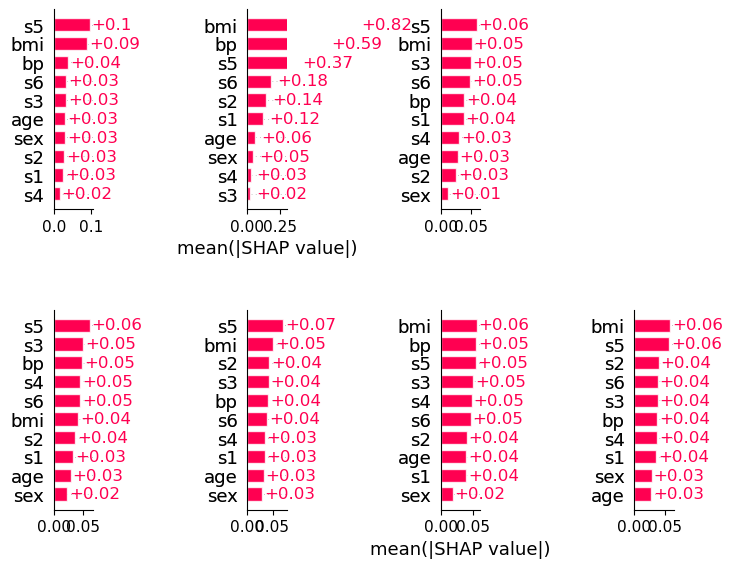 s5 +0.1
bmi +0.09
bp +0.04
s6 +0.03
s3 +0.03
age +0.03
sex +0.03
s2 +0.03
s1 +0.03
s4 +0.02
0.0 0.1
bmi +0.82
bp +0.59
s5 +0.37
s6 +0.18
s2 +0.14
s1 +0.12
age +0.06
sex +0.05
s4 +0.03
s3 +0.02
0.00 0.25
mean(|SHAP value|)
s5 +0.06
bmi +0.05
s3 +0.05
s6 +0.05
bp +0.04
s1 +0.04
s4 +0.03
age +0.03
s2 +0.03
sex +0.01
0.00 0.05
s5 +0.06
s3 +0.05
bp +0.05
s4 +0.05
s6 +0.05
bmi +0.04
s2 +0.04
s1 +0.03
age +0.03
sex +0.02
0.00 0.05
s5 +0.07
bmi +0.05
s2 +0.04
s3 +0.04
bp +0.04
s6 +0.04
s4 +0.03
s1 +0.03
age +0.03
sex +0.03
0.00 0.05
bmi +0.06
bp +0.05
s5 +0.05
s3 +0.05
s4 +0.05
s6 +0.05
s2 +0.04
age +0.04
s1 +0.04
sex +0.02
0.00 0.05
mean(|SHAP value|)
bmi +0.06
s5 +0.06
s2 +0.04
s6 +0.04
s3 +0.04
bp +0.04
s4 +0.04
s1 +0.04
sex +0.03
age +0.03
0.00 0.05